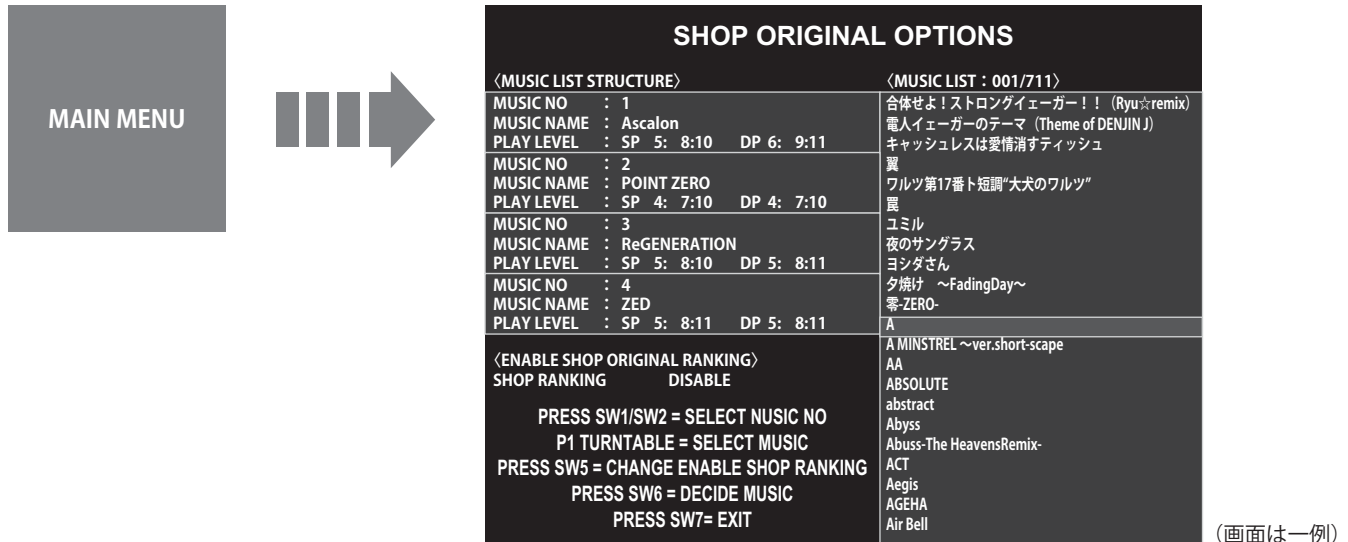 MAIN MENU
SHOP ORIGINAL OPTIONS
〈MUSIC LIST STRUCTURE〉
MUSIC NO : 1
MUSIC NAME : Ascalon
PLAY LEVEL : SP 5: 8:10 DP 6: 9:11
MUSIC NO : 2
MUSIC NAME : POINT ZERO
PLAY LEVEL : SP 4: 7:10 DP 4: 7:10
MUSIC NO : 3
MUSIC NAME : ReGENERATION
PLAY LEVEL : SP 5: 8:10 DP 5: 8:11
MUSIC NO : 4
MUSIC NAME : ZED
PLAY LEVEL : SP 5: 8:11 DP 5: 8:11
〈ENABLE SHOP ORIGINAL RANKING〉
SHOP RANKING DISABLE
PRESS SW1/SW2 = SELECT NUSIC NO
P1 TURNTABLE = SELECT MUSIC
PRESS SW5 = CHANGE ENABLE SHOP RANKING
PRESS SW6 = DECIDE MUSIC
PRESS SW7= EXIT
〈MUSIC LIST：001/711〉
合体せよ！ストロングイェーガー！！（Ryu☆remix）
電人イェーガーのテーマ（Theme of DENJIN J）
キャッシュレスは愛情消すティッシュ
翼
ワルツ第17番ト短調“大犬のワルツ”
罠
ユミル
夜のサングラス
ヨシダさん
夕焼け　～FadingDay～
零-ZERO-
A
A MINSTREL ～ver.short-scape
AA
ABSOLUTE
abstract
Abyss
Abuss-The HeavensRemix-
ACT
Aegis
AGEHA
Air Bell
（画面は一例）